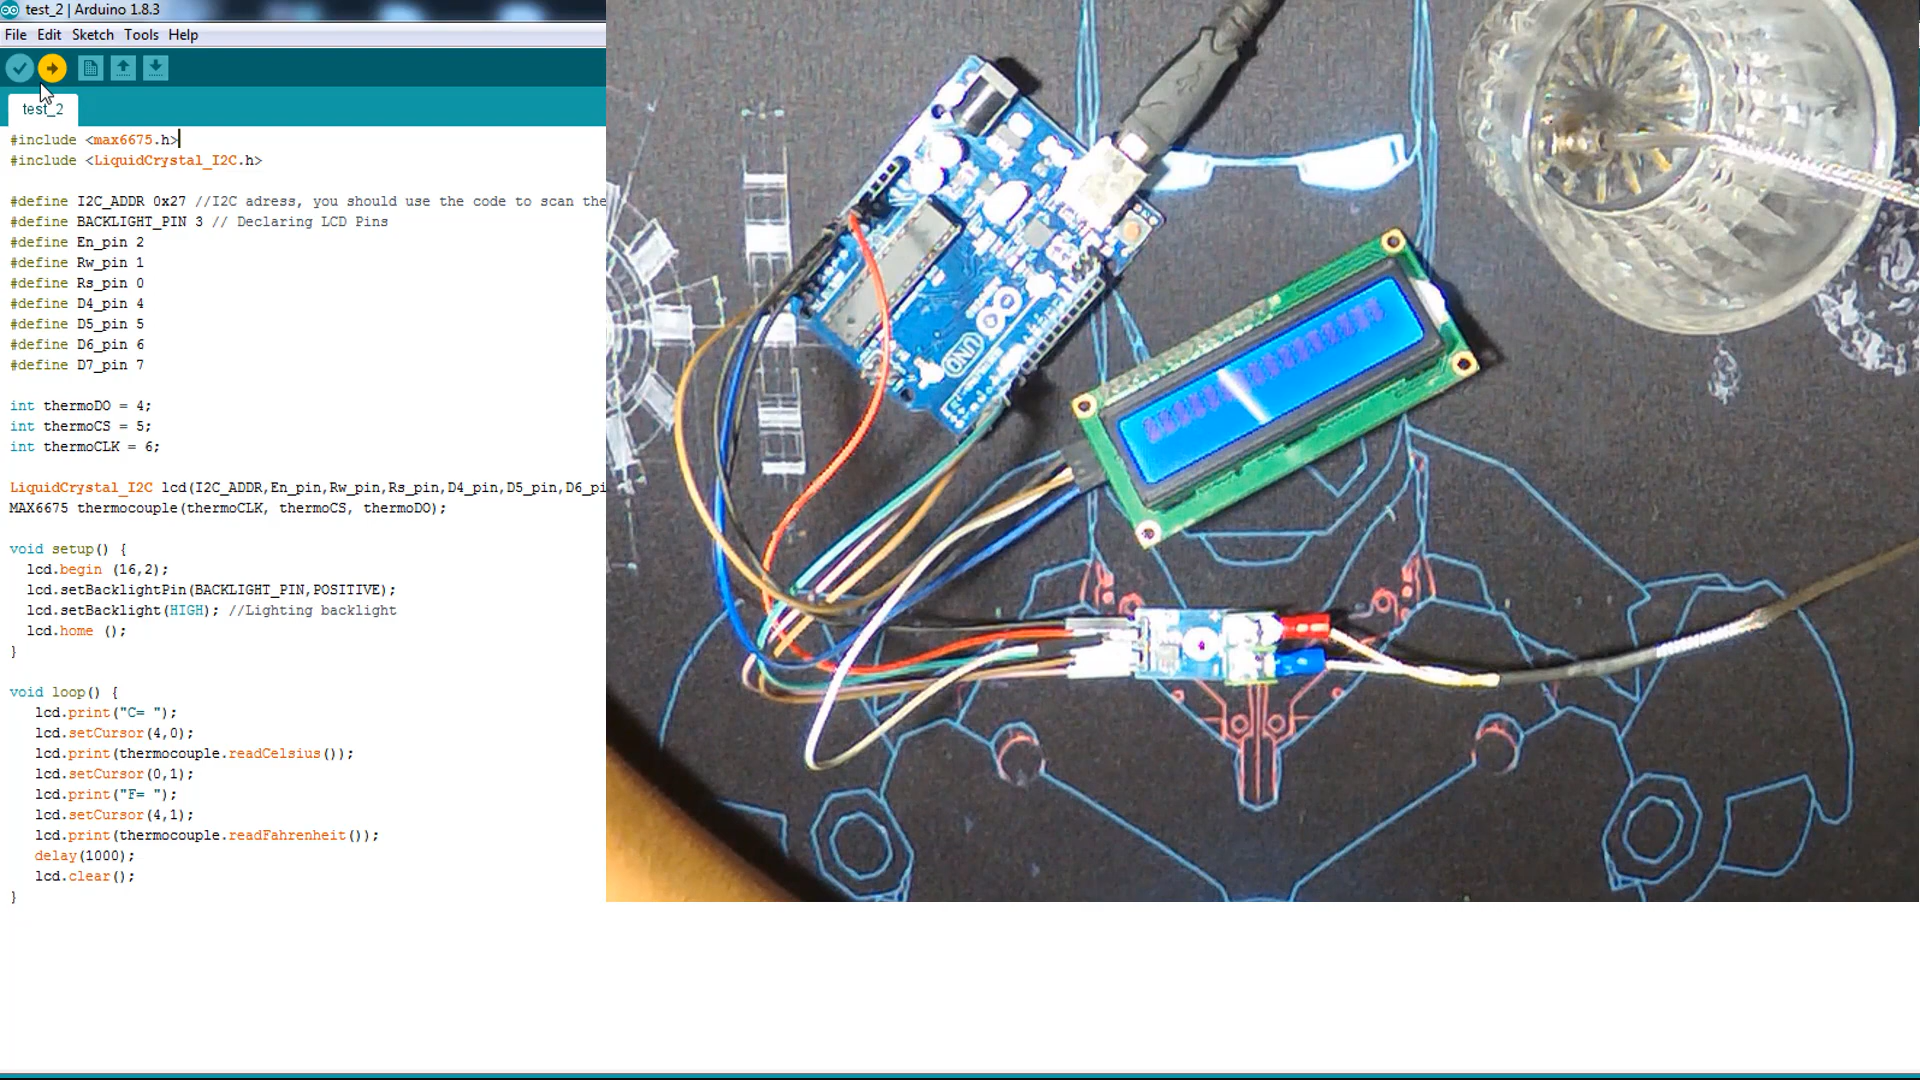 test_2 | Arduino 1.8.3
File Edit Sketch Tools Help
test_2
#include <max6675.h>
#include <LiquidCrystal_I2C.h>
#define I2C_ADDR 0x27 //I2C adress, you should use the code to scan the
#define BACKLIGHT_PIN 3 // Declaring LCD Pins
#define En_pin 2
#define Rw_pin 1
#define Rs_pin 0
#define D4_pin 4
#define D5_pin 5
#define D6_pin 6
#define D7_pin 7
int thermoDO = 4;
int thermoCS = 5;
int thermoCLK = 6;
LiquidCrystal_I2C lcd(I2C_ADDR,En_pin,Rw_pin,Rs_pin,D4_pin,D5_pin,D6_pi
MAX6675 thermocouple(thermoCLK, thermoCS, thermoDO);
void setup() {
lcd.begin (16,2);
lcd.setBacklightPin(BACKLIGHT_PIN,POSITIVE);
lcd.setBacklight(HIGH); //Lighting backlight
lcd.home ();
}
void loop() {
lcd.print("C= ");
lcd.setCursor(4,0);
lcd.print(thermocouple.readCelsius());
lcd.setCursor(0,1);
lcd.print("F= ");
lcd.setCursor(4,1);
lcd.print(thermocouple.readFahrenheit());
delay(1000);
lcd.clear();
}
UNO